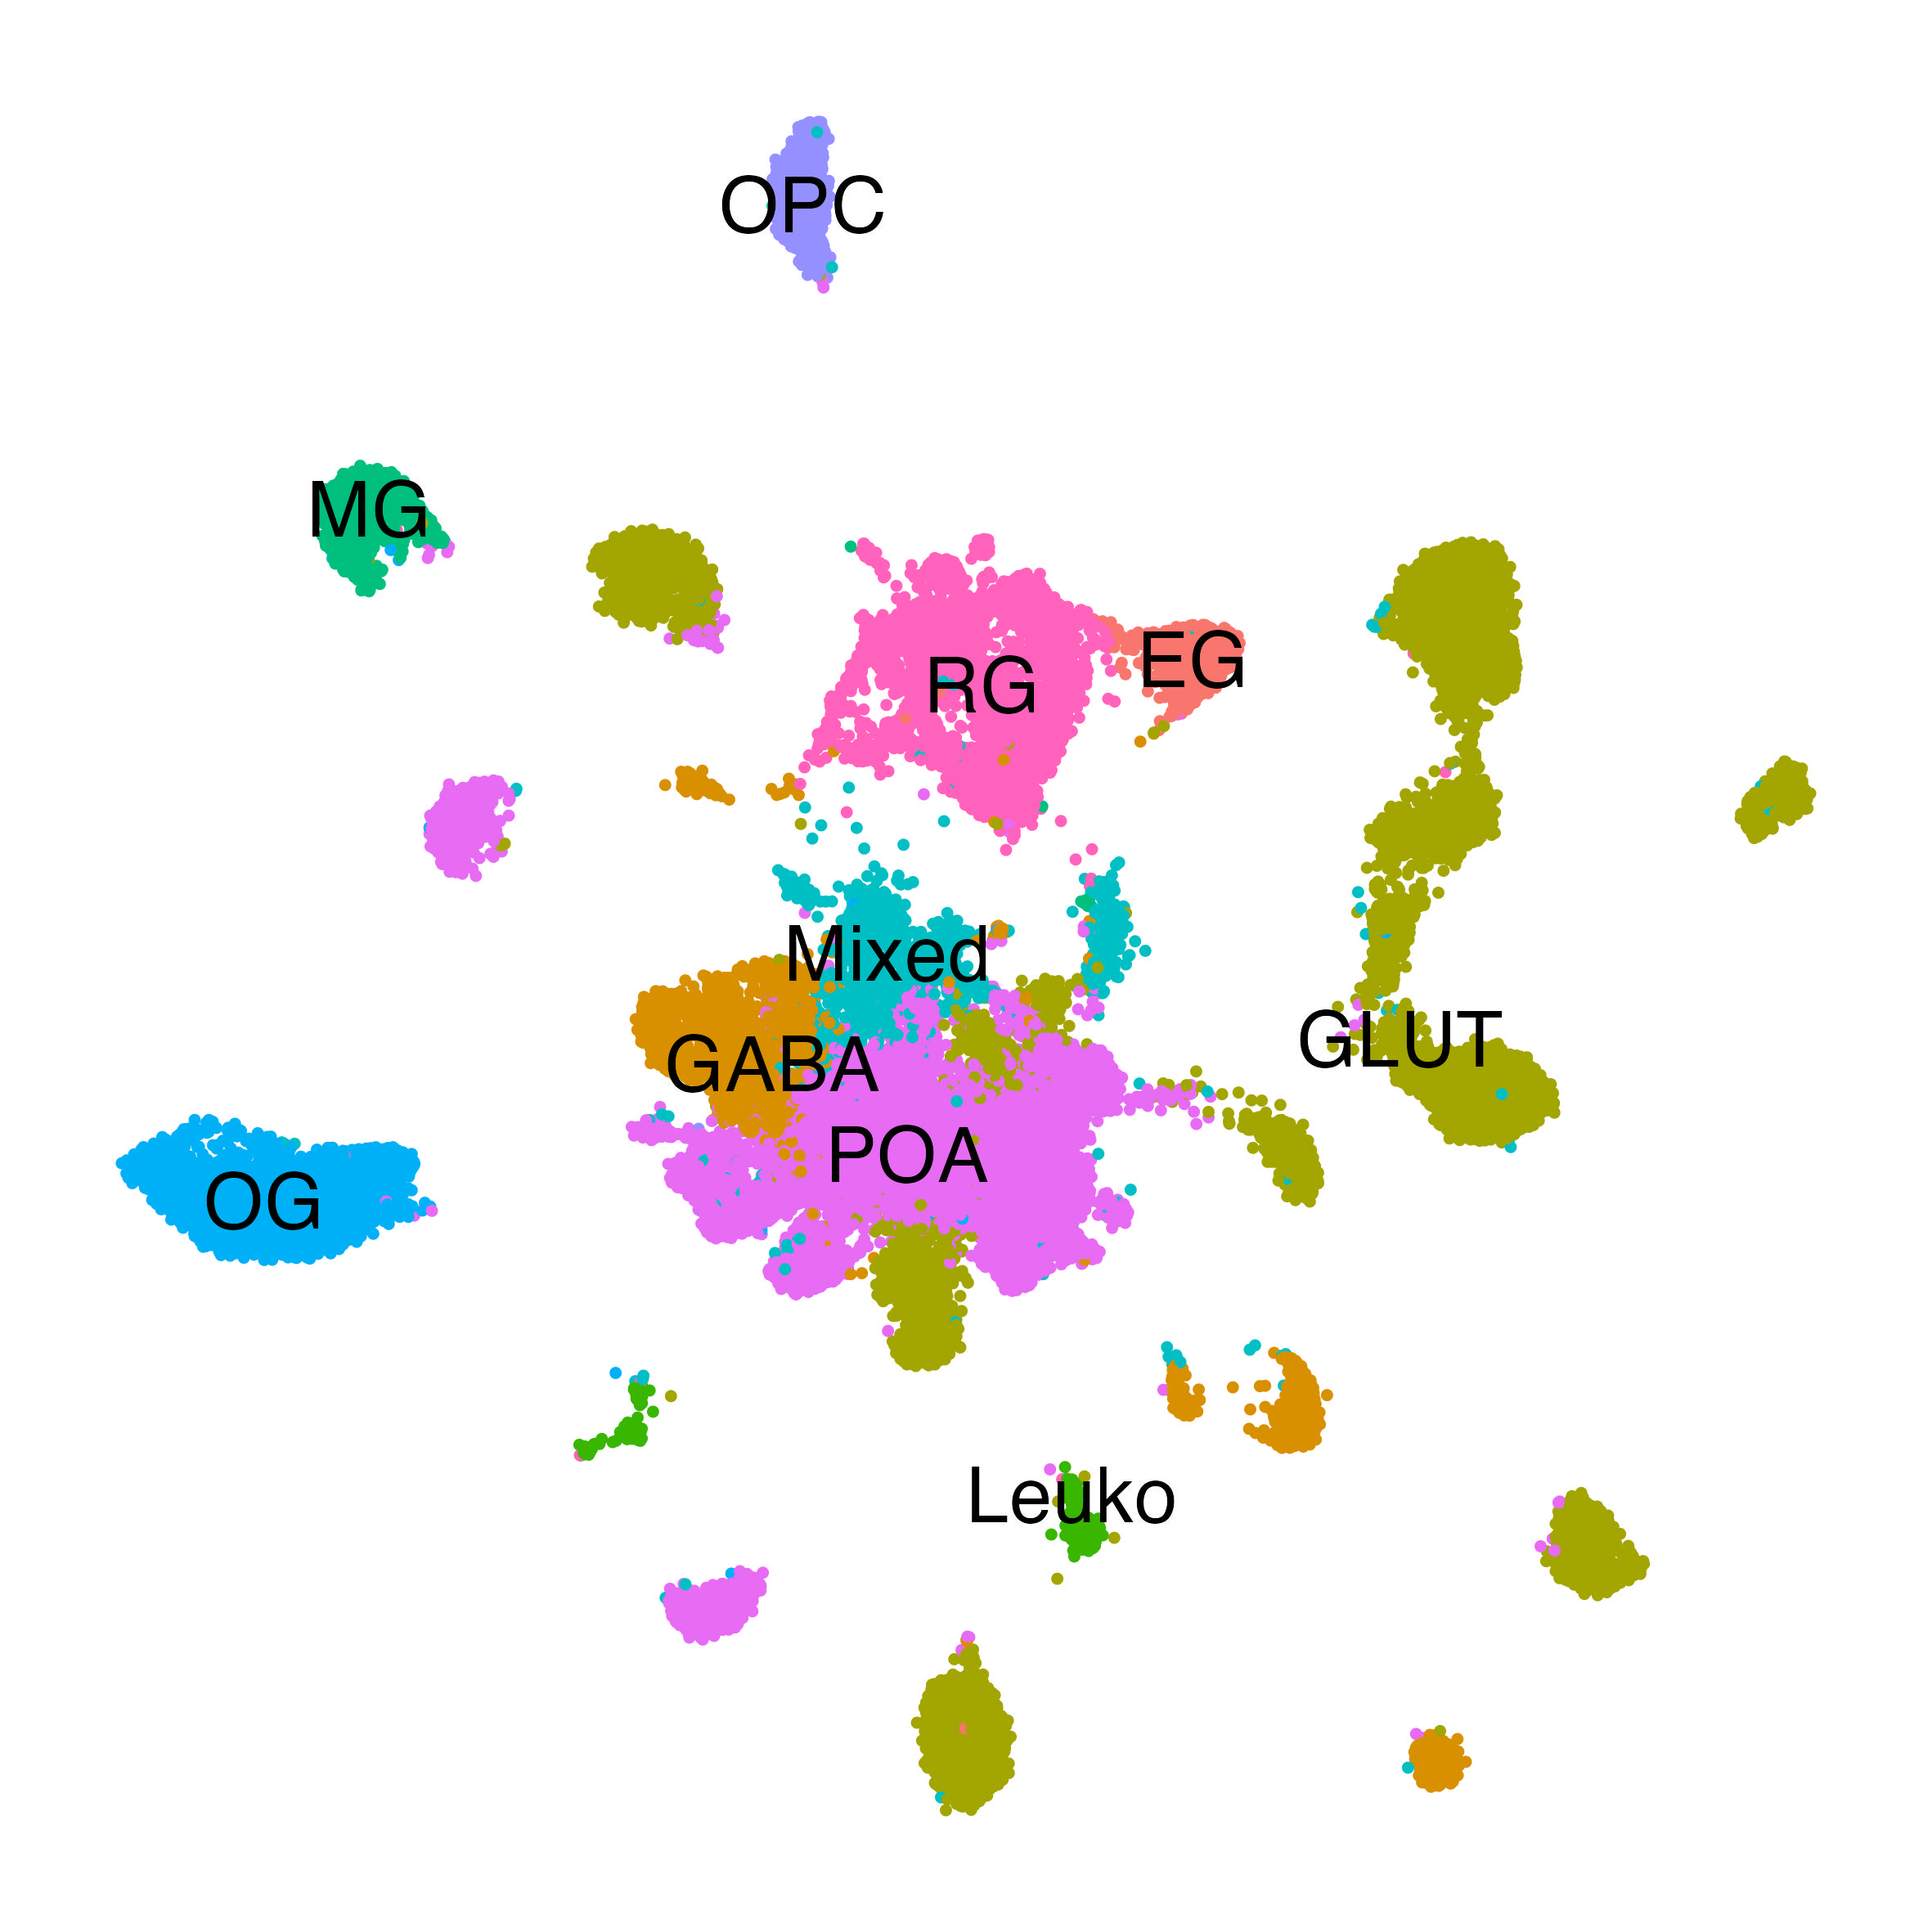 OPC
MG
EG
RG
Mixed
GLUT
GABA
POA
OG
Leuko